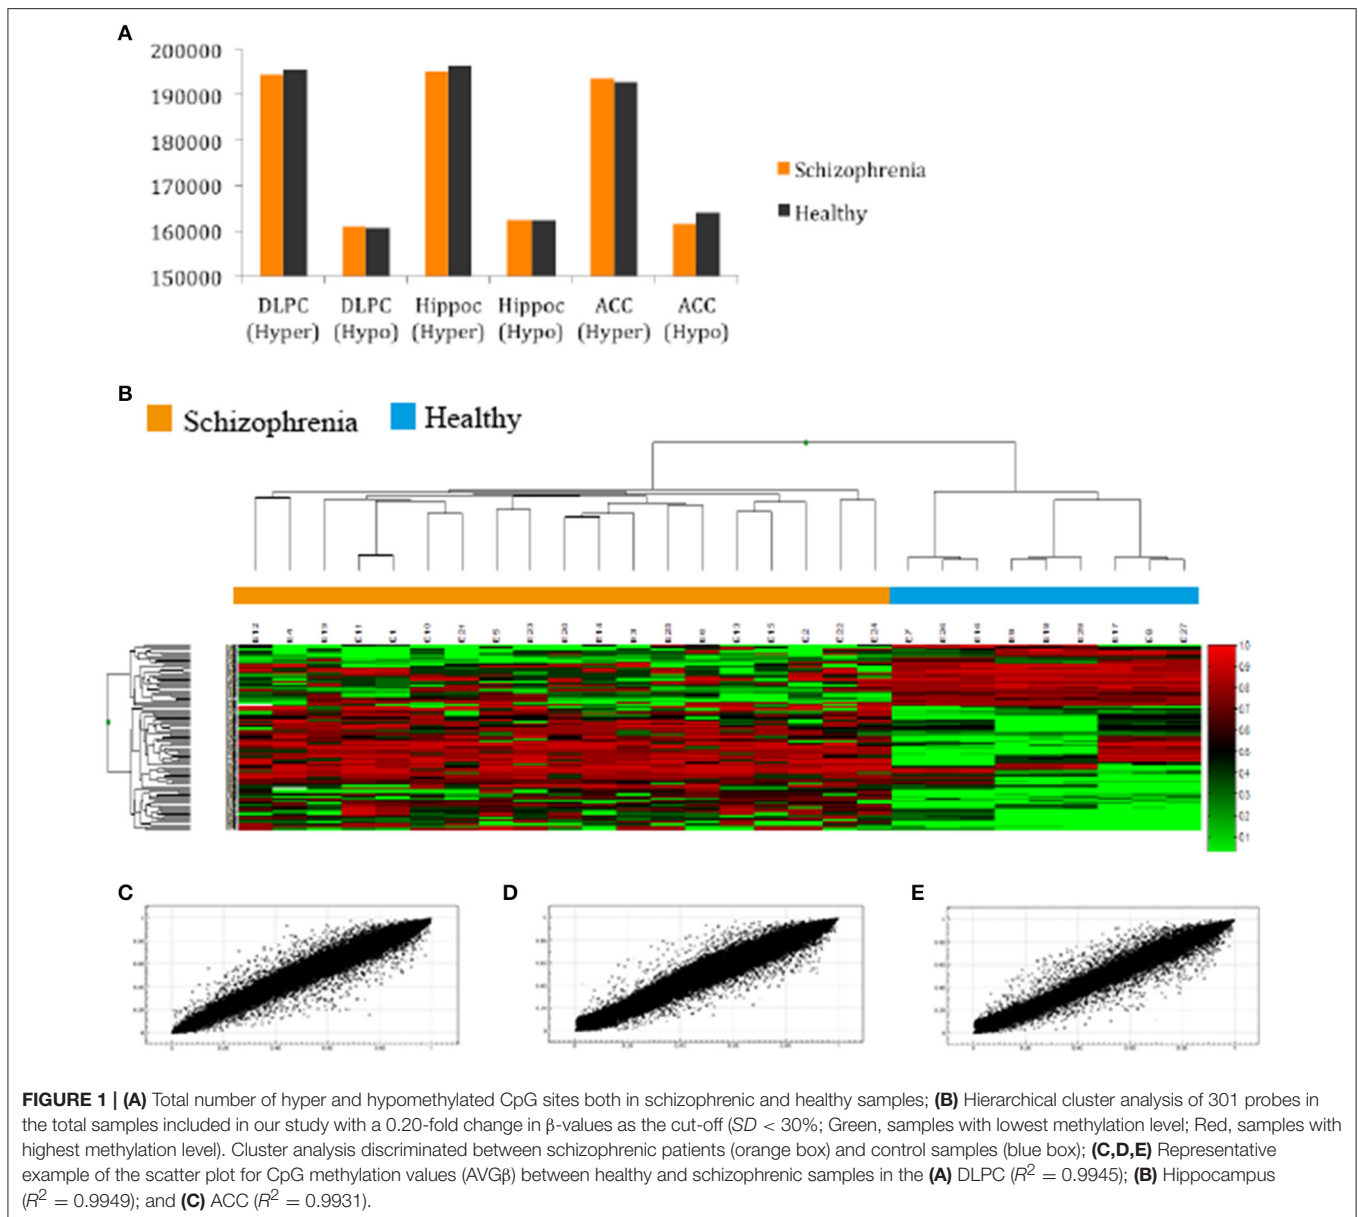 A
200000
190000
180000
170000
160000
150000
DLPC (Hyper)
DLPC (Hypo)
Hippoc (Hyper)
Hippoc (Hypo)
ACC (Hyper)
ACC (Hypo)
Schizophrenia
Healthy
B
Schizophrenia
Healthy
C
D
E
FIGURE 1 | (A) Total number of hyper and hypomethylated CpG sites both in schizophrenic and healthy samples; (B) Hierarchical cluster analysis of 301 probes in
the total samples included in our study with a 0.20-fold change in β-values as the cut-off (SD < 30%; Green, samples with lowest methylation level; Red, samples with
highest methylation level). Cluster analysis discriminated between schizophrenic patients (orange box) and control samples (blue box); (C,D,E) Representative
example of the scatter plot for CpG methylation values (AVGβ) between healthy and schizophrenic samples in the (A) DLPC (R² = 0.9945); (B) Hippocampus
(R² = 0.9949); and (C) ACC (R² = 0.9931).